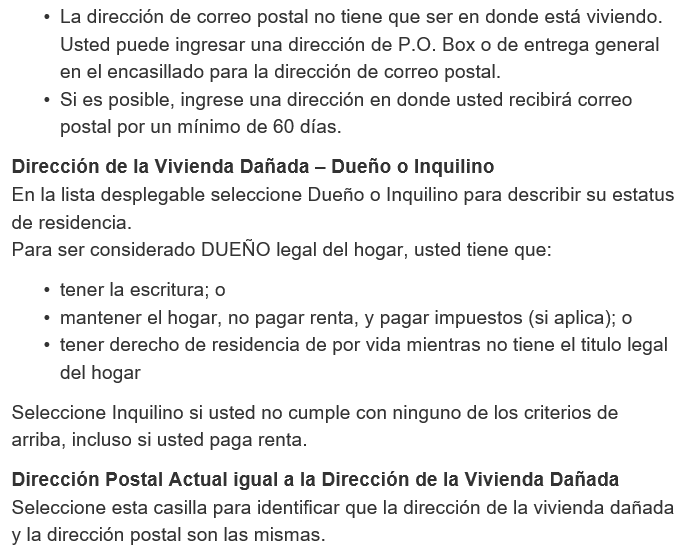 • La dirección de correo postal no tiene que ser en donde está viviendo.
Usted puede ingresar una dirección de P.O. Box o de entrega general
en el encasillado para la dirección de correo postal.
• Si es posible, ingrese una dirección en donde usted recibirá correo
postal por un mínimo de 60 días.
Dirección de la Vivienda Dañada – Dueño o Inquilino
En la lista desplegable seleccione Dueño o Inquilino para describir su estatus
de residencia.
Para ser considerado DUEÑO legal del hogar, usted tiene que:
• tener la escritura; o
• mantener el hogar, no pagar renta, y pagar impuestos (si aplica); o
• tener derecho de residencia de por vida mientras no tiene el titulo legal
del hogar
Seleccione Inquilino si usted no cumple con ninguno de los criterios de
arriba, incluso si usted paga renta.
Dirección Postal Actual igual a la Dirección de la Vivienda Dañada
Seleccione esta casilla para identificar que la dirección de la vivienda dañada
y la dirección postal son las mismas.